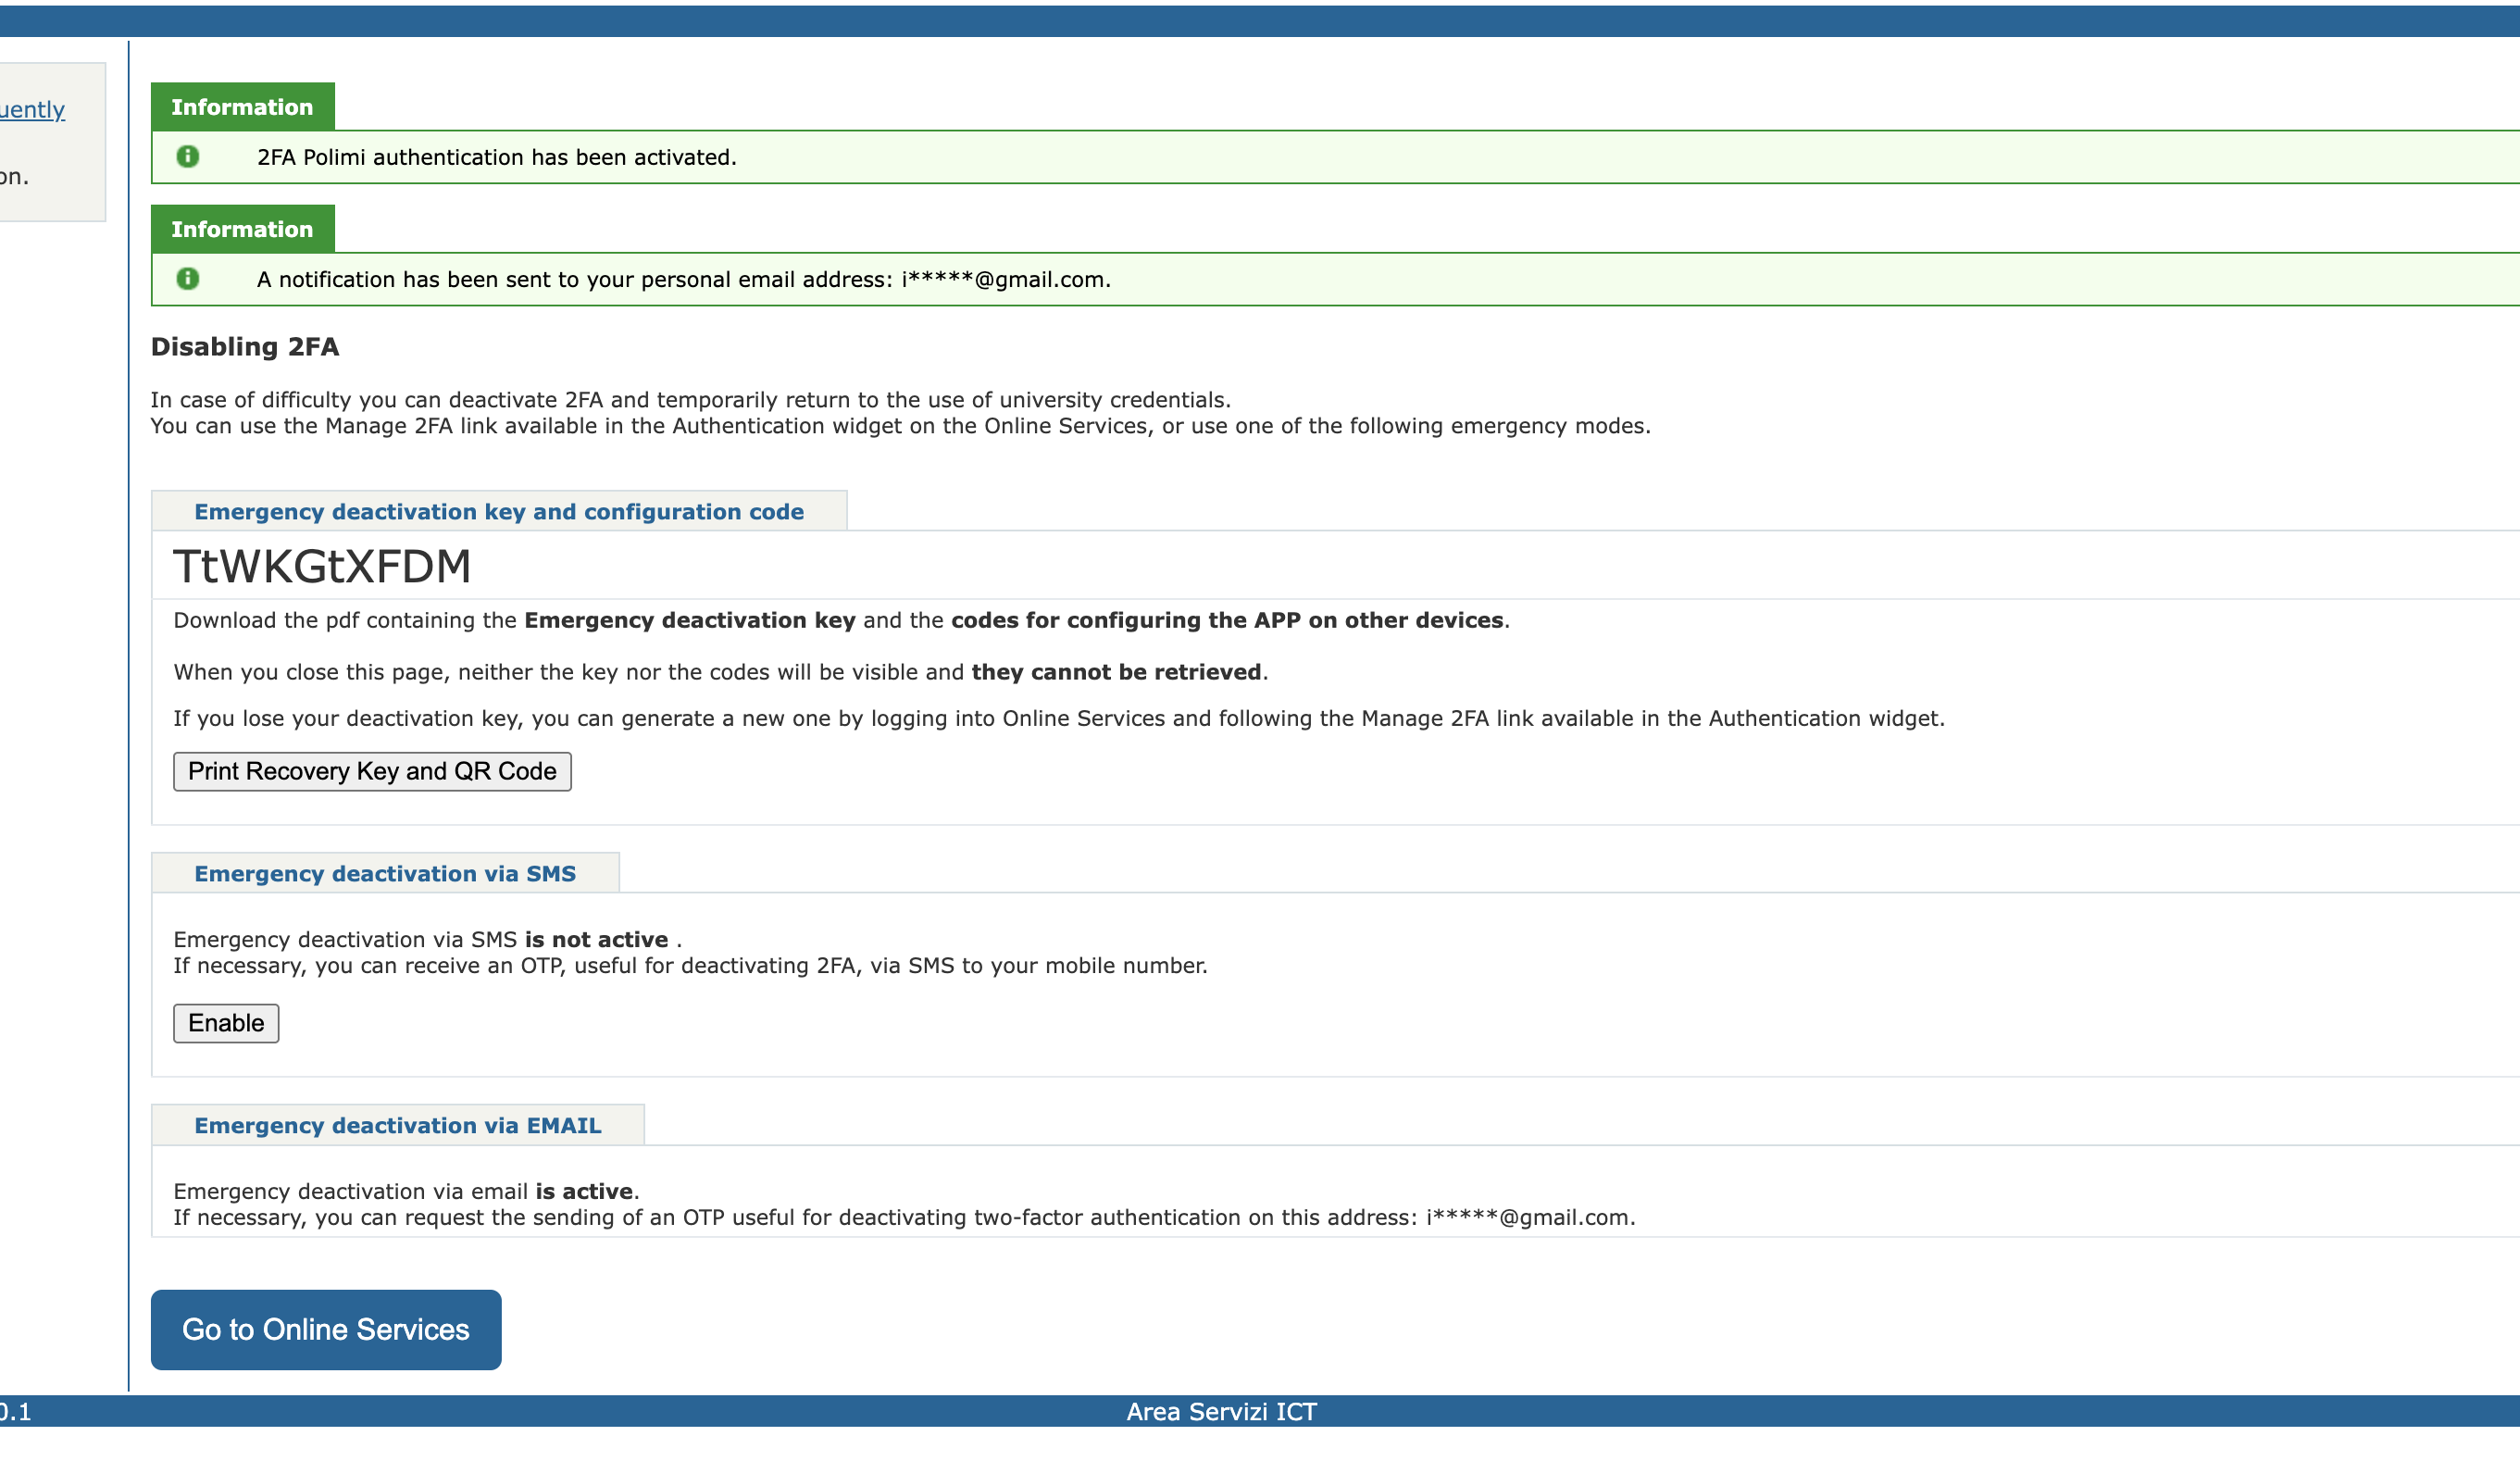 uently
on.
Information
2FA Polimi authentication has been activated.
Information
A notification has been sent to your personal email address: i*****@gmail.com.
Disabling 2FA
In case of difficulty you can deactivate 2FA and temporarily return to the use of university credentials.
You can use the Manage 2FA link available in the Authentication widget on the Online Services, or use one of the following emergency modes.
Emergency deactivation key and configuration code
TtWKGtXFDM
Download the pdf containing the Emergency deactivation key and the codes for configuring the APP on other devices.
When you close this page, neither the key nor the codes will be visible and they cannot be retrieved.
If you lose your deactivation key, you can generate a new one by logging into Online Services and following the Manage 2FA link available in the Authentication widget.
Print Recovery Key and QR Code
Emergency deactivation via SMS
Emergency deactivation via SMS is not active .
If necessary, you can receive an OTP, useful for deactivating 2FA, via SMS to your mobile number.
Enable
Emergency deactivation via EMAIL
Emergency deactivation via email is active.
If necessary, you can request the sending of an OTP useful for deactivating two-factor authentication on this address: i*****@gmail.com.
Go to Online Services
0.1
Area Servizi ICT